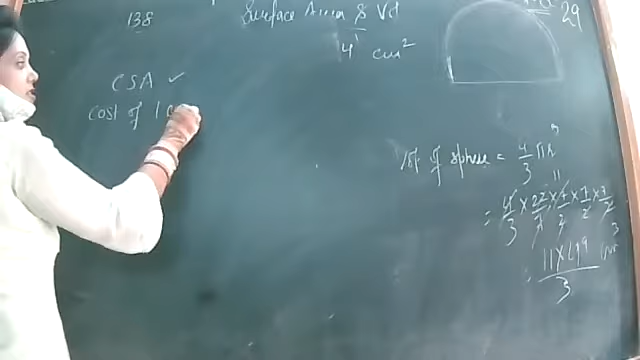 138
Surface Area & Vol
29
4 cm²
CSA ✓
cost of 1 c
Vol of sphere = 4/3 πr³
= 4/3 × 22/7 × 7/2 × 7/2 × 7/2
11×49
3